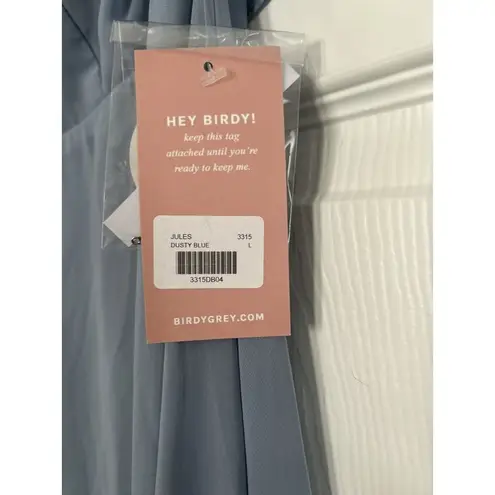 HEY BIRDY!
keep this tag
attached until you're
ready to keep me.
JULES 3315
DUSTY BLUE L
3315DB04
BIRDYGREY.COM